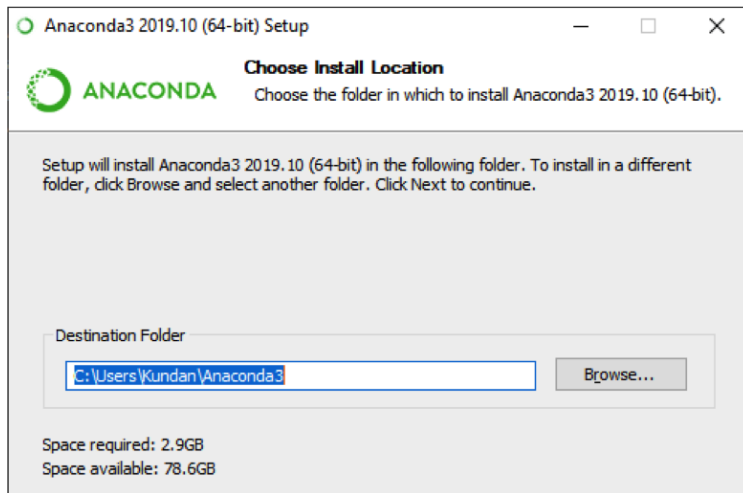 Anaconda3 2019.10 (64-bit) Setup
ANACONDA
Choose Install Location
Choose the folder in which to install Anaconda3 2019.10 (64-bit).
Setup will install Anaconda3 2019.10 (64-bit) in the following folder. To install in a different
folder, click Browse and select another folder. Click Next to continue.
Destination Folder
C:\Users\Kundan\Anaconda3
Browse...
Space required: 2.9GB
Space available: 78.6GB